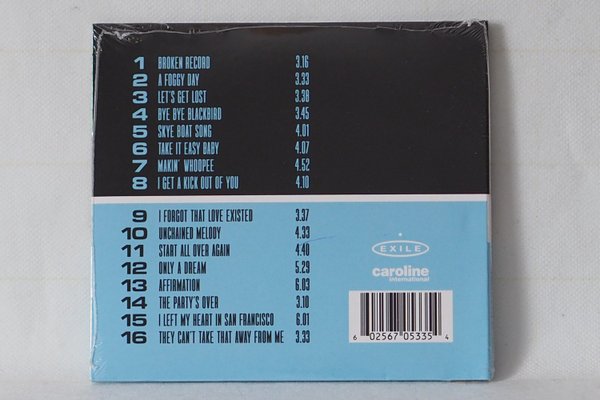 1 BROKEN RECORD 3.16
2 A FOGGY DAY 3.33
3 LET'S GET LOST 3.38
4 BYE BYE BLACKBIRD 3.45
5 SKYE BOAT SONG 4.01
6 TAKE IT EASY BABY 4.07
7 MAKIN' WHOOPEE 4.52
8 I GET A KICK OUT OF YOU 4.10
9 I FORGOT THAT LOVE EXISTED 3.37
10 UNCHAINED MELODY 4.33
11 START ALL OVER AGAIN 4.40
12 ONLY A DREAM 5.29
13 AFFIRMATION 6.03
14 THE PARTY'S OVER 3.10
15 I LEFT MY HEART IN SAN FRANCISCO 6.01
16 THEY CAN'T TAKE THAT AWAY FROM ME 3.33
EXILE
caroline
international
6 02567 05335 4